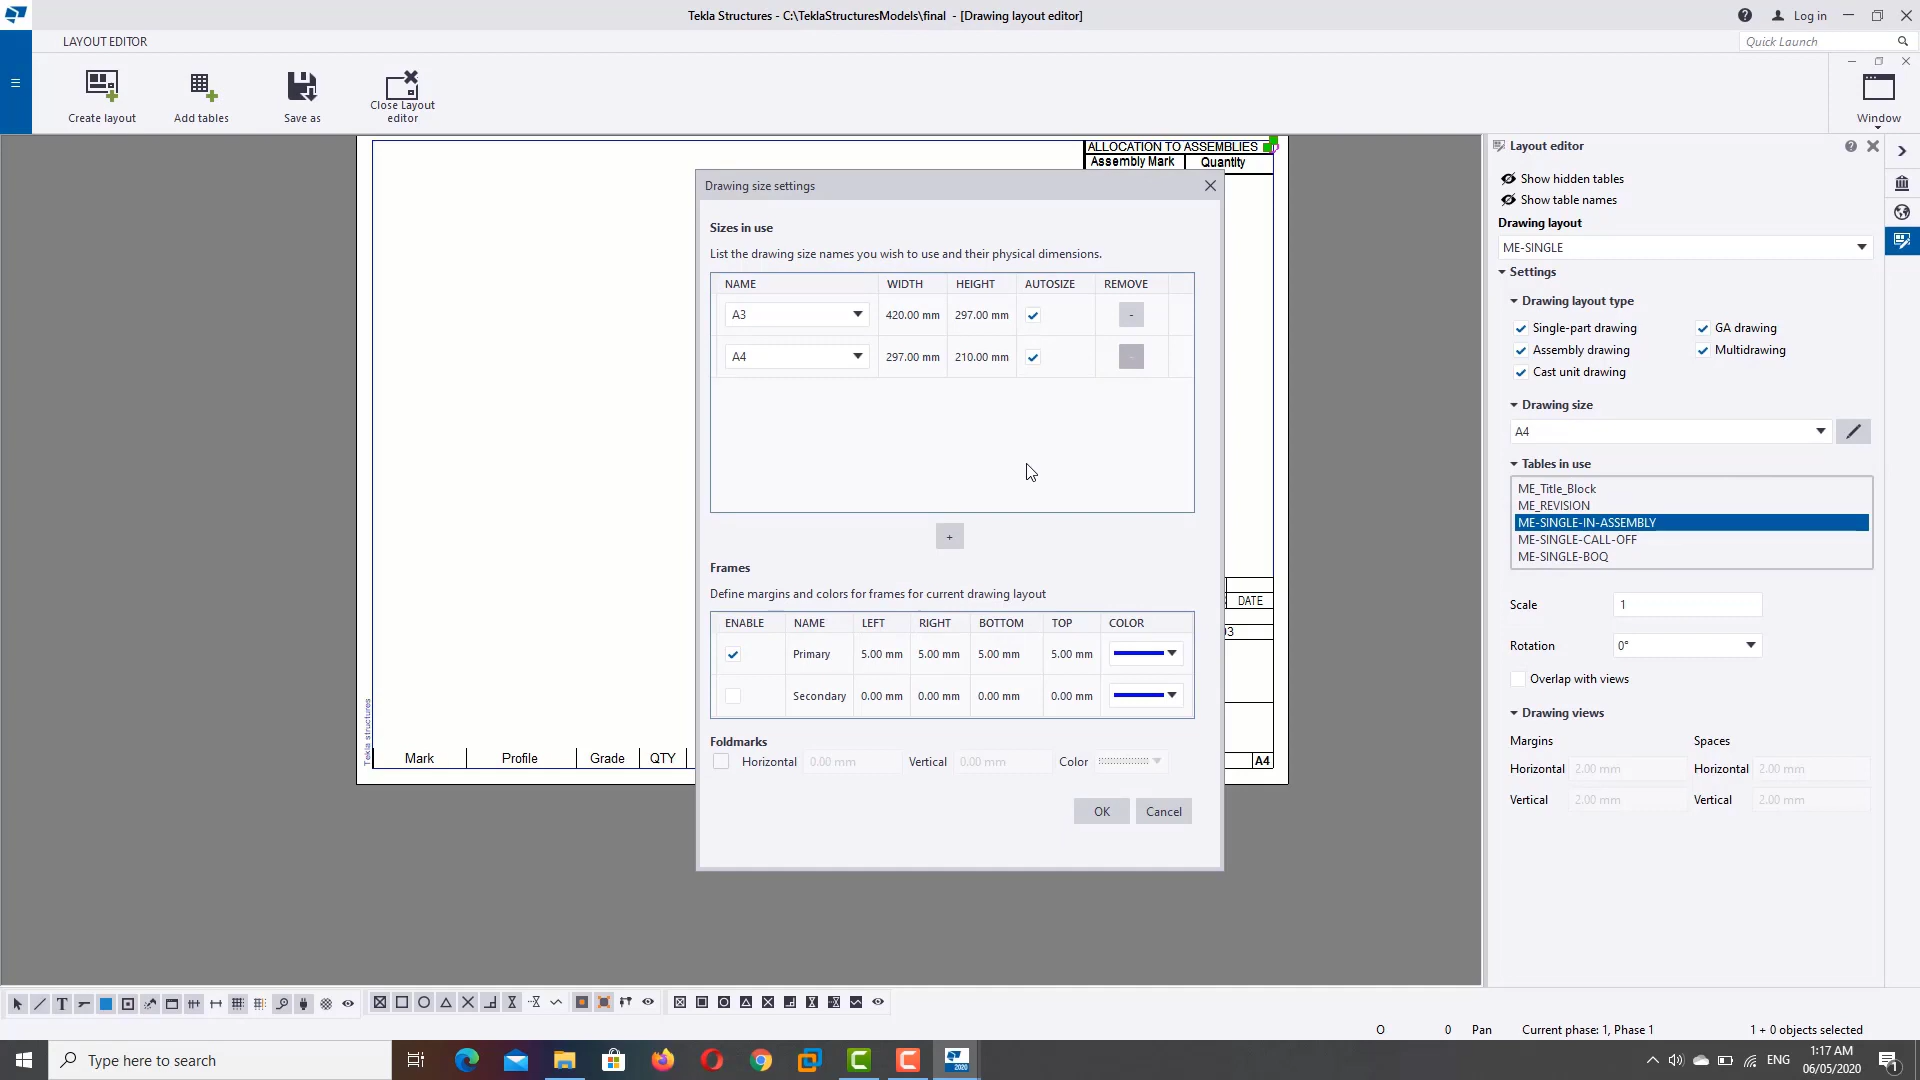 Tekla Structures - C:\TeklaStructuresModels\final - [Drawing layout editor]
Log in
LAYOUT EDITOR
Quick Launch
Create layout
Add tables
Save as
Close Layout editor
Window
ALLOCATION TO ASSEMBLIES
Assembly Mark Quantity
DATE
Tekla structures
Mark Profile Grade QTY
A4
Drawing size settings
Sizes in use
List the drawing size names you wish to use and their physical dimensions.
NAME WIDTH HEIGHT AUTOSIZE REMOVE
A3 420.00 mm 297.00 mm -
A4 297.00 mm 210.00 mm -
+
Frames
Define margins and colors for frames for current drawing layout
ENABLE NAME LEFT RIGHT BOTTOM TOP COLOR
Primary 5.00 mm 5.00 mm 5.00 mm 5.00 mm
Secondary 0.00 mm 0.00 mm 0.00 mm 0.00 mm
Foldmarks
Horizontal 0.00 mm Vertical 0.00 mm Color
OK Cancel
Layout editor
Show hidden tables
Show table names
Drawing layout
ME-SINGLE
Settings
Drawing layout type
Single-part drawing GA drawing
Assembly drawing Multidrawing
Cast unit drawing
Drawing size
A4
Tables in use
ME_Title_Block
ME_REVISION
ME-SINGLE-IN-ASSEMBLY
ME-SINGLE-CALL-OFF
ME-SINGLE-BOQ
Scale 1
Rotation 0°
Overlap with views
Drawing views
Margins Spaces
Horizontal 2.00 mm Horizontal 2.00 mm
Vertical 2.00 mm Vertical 2.00 mm
O 0 Pan Current phase: 1, Phase 1 1 + 0 objects selected
Type here to search
2020
ENG
1:17 AM
06/05/2020
1